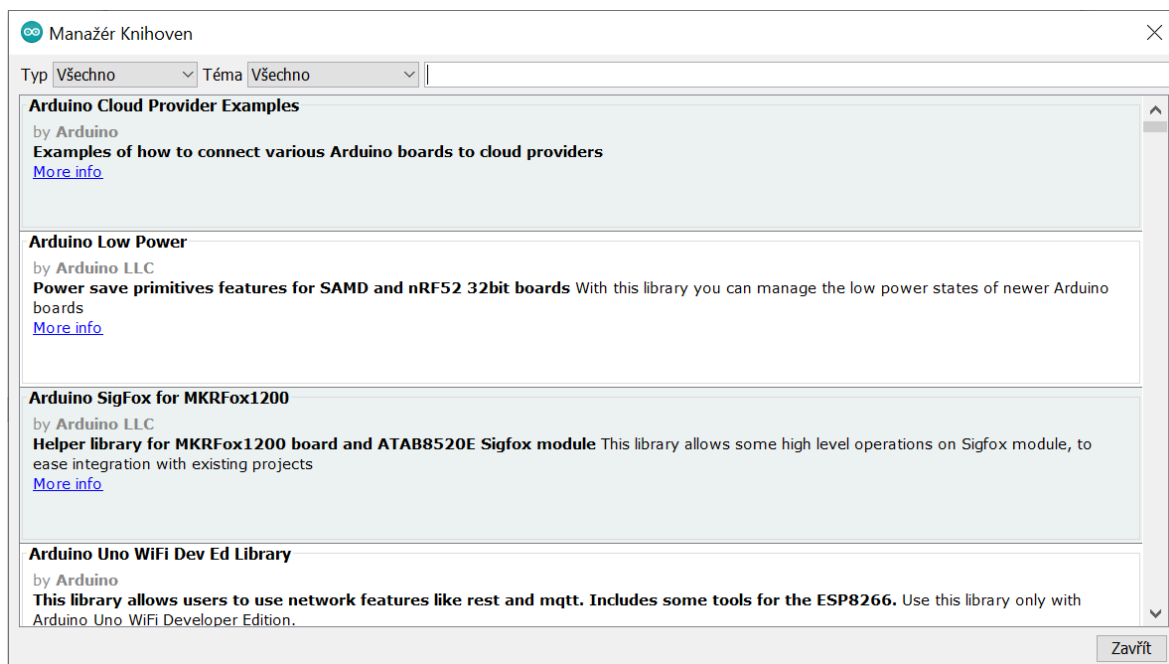 Manažér Knihoven
Typ Všechno Téma Všechno
Arduino Cloud Provider Examples
by Arduino
Examples of how to connect various Arduino boards to cloud providers
More info
Arduino Low Power
by Arduino LLC
Power save primitives features for SAMD and nRF52 32bit boards With this library you can manage the low power states of newer Arduino
boards
More info
Arduino SigFox for MKRFox1200
by Arduino LLC
Helper library for MKRFox1200 board and ATAB8520E Sigfox module This library allows some high level operations on Sigfox module, to
ease integration with existing projects
More info
Arduino Uno WiFi Dev Ed Library
by Arduino
This library allows users to use network features like rest and mqtt. Includes some tools for the ESP8266. Use this library only with
Arduino Uno WiFi Developer Edition.
Zavřít